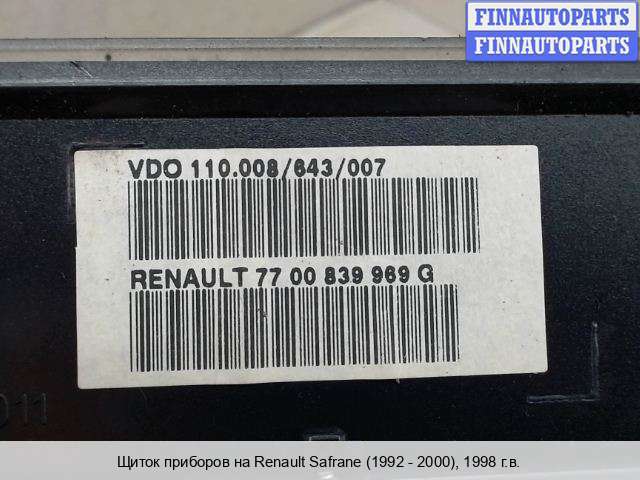 FINNAUTOPARTS
FINNAUTOPARTS
VDO 110.008/643/007
RENAULT 77 00 839 969 G
011
Щиток приборов на Renault Safrane (1992 - 2000), 1998 г.в.